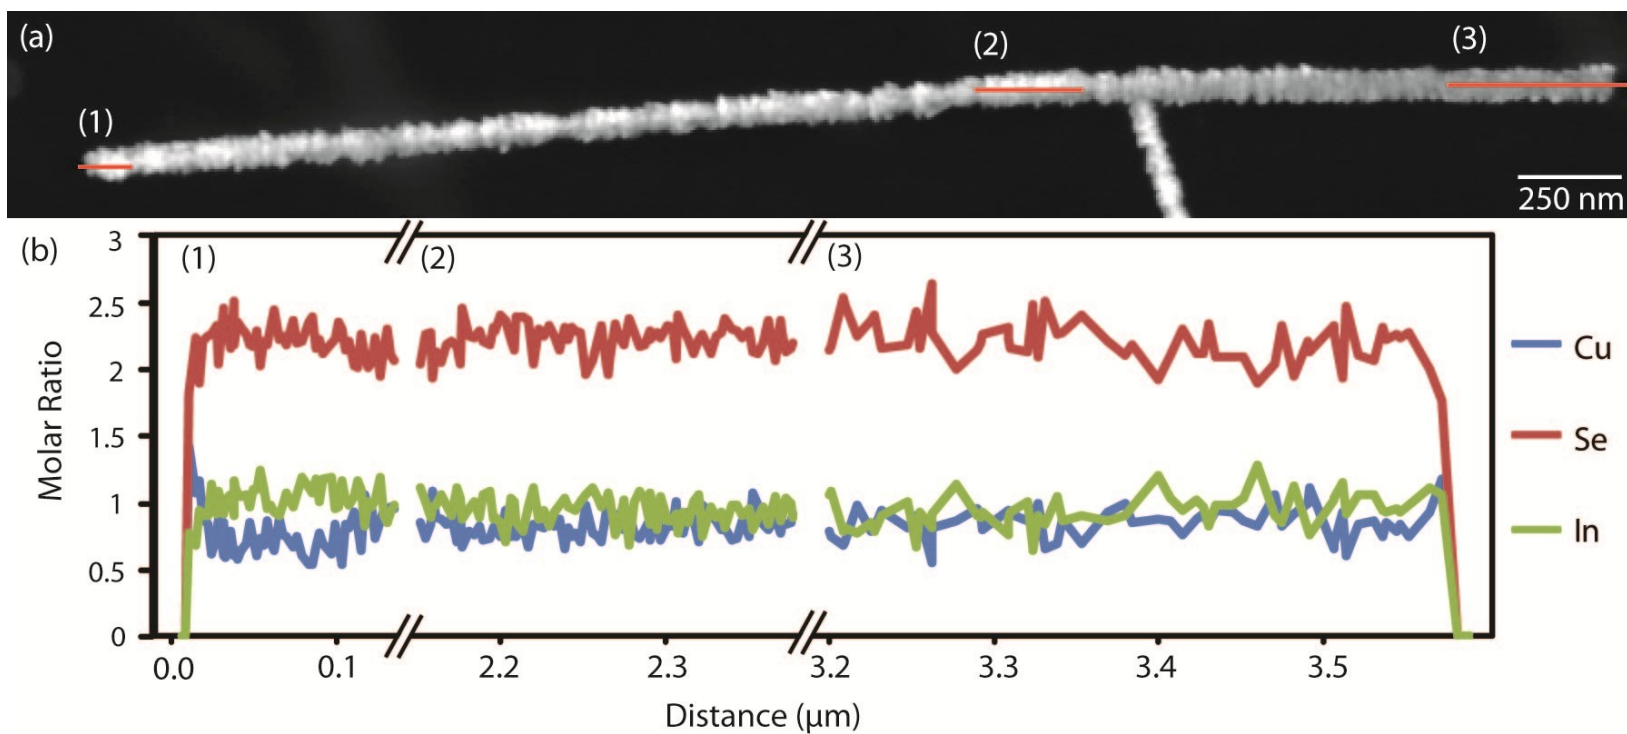 (a)
(1)
(2)
(3)
250 nm
(b)
(1)
(2)
(3)
3
2.5
2
1.5
1
0.5
0
Molar Ratio
0.0
0.1
2.2
2.3
3.2
3.3
3.4
3.5
Distance (μm)
Cu
Se
In